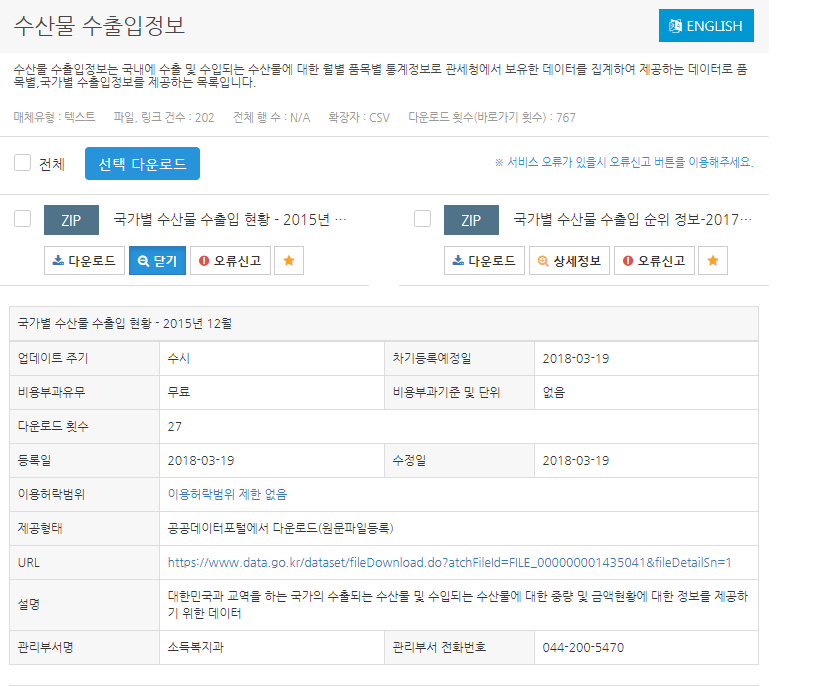 수산물 수출입정보
ENGLISH
수산물 수출입정보는 국내에 수출 및 수입되는 수산물에 대한 월별 품목별 통계정보로 관세청에서 보유한 데이터를 집계하여 제공하는 데이터로 품
목별,국가별 수출입정보를 제공하는 목록입니다.
매체유형 : 텍스트 파일, 링크 건수 : 202 전체 행 수 : N/A 확장자 : CSV 다운로드 횟수(바로가기 횟수) : 767
전체 선택 다운로드 ※ 서비스 오류가 있을시 오류신고 버튼을 이용해주세요.
ZIP 국가별 수산물 수출입 현황 - 2015년 ···
다운로드 닫기 오류신고
ZIP 국가별 수산물 수출입 순위 정보-2017···
다운로드 상세정보 오류신고
국가별 수산물 수출입 현황 - 2015년 12월
업데이트 주기 수시 차기등록예정일 2018-03-19
비용부과유무 무료 비용부과기준 및 단위 없음
다운로드 횟수 27
등록일 2018-03-19 수정일 2018-03-19
이용허락범위 이용허락범위 제한 없음
제공형태 공공데이터포털에서 다운로드(원문파일등록)
URL https://www.data.go.kr/dataset/fileDownload.do?atchFileId=FILE_000000001435041&fileDetailSn=1
설명 대한민국과 교역을 하는 국가의 수출되는 수산물 및 수입되는 수산물에 대한 중량 및 금액현황에 대한 정보를 제공하
기 위한 데이터
관리부서명 소득복지과 관리부서 전화번호 044-200-5470